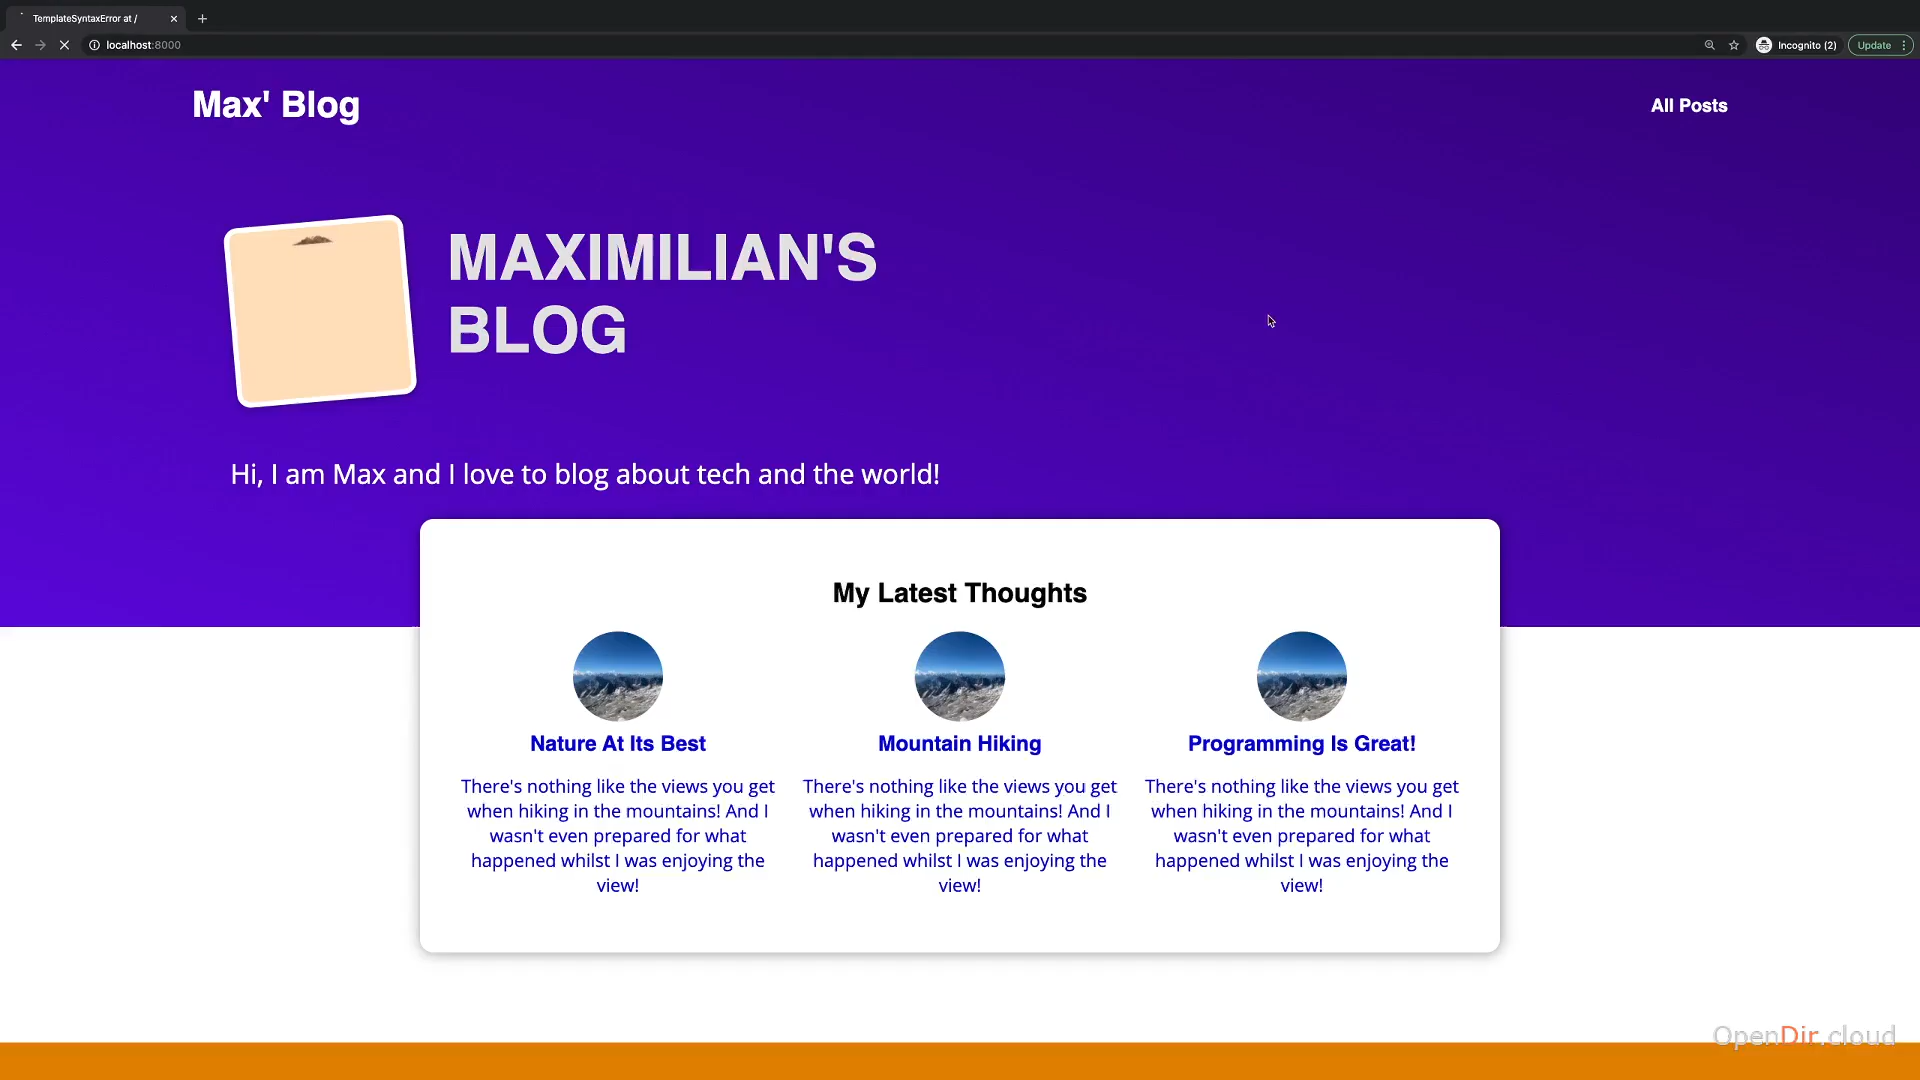 TemplateSyntaxError at /
localhost:8000
Incognito (2)
Update
Max' Blog
All Posts
MAXIMILIAN'S
BLOG
Hi, I am Max and I love to blog about tech and the world!
My Latest Thoughts
Nature At Its Best
There's nothing like the views you get
when hiking in the mountains! And I
wasn't even prepared for what
happened whilst I was enjoying the
view!
Mountain Hiking
There's nothing like the views you get
when hiking in the mountains! And I
wasn't even prepared for what
happened whilst I was enjoying the
view!
Programming Is Great!
There's nothing like the views you get
when hiking in the mountains! And I
wasn't even prepared for what
happened whilst I was enjoying the
view!
OpenDir.cloud